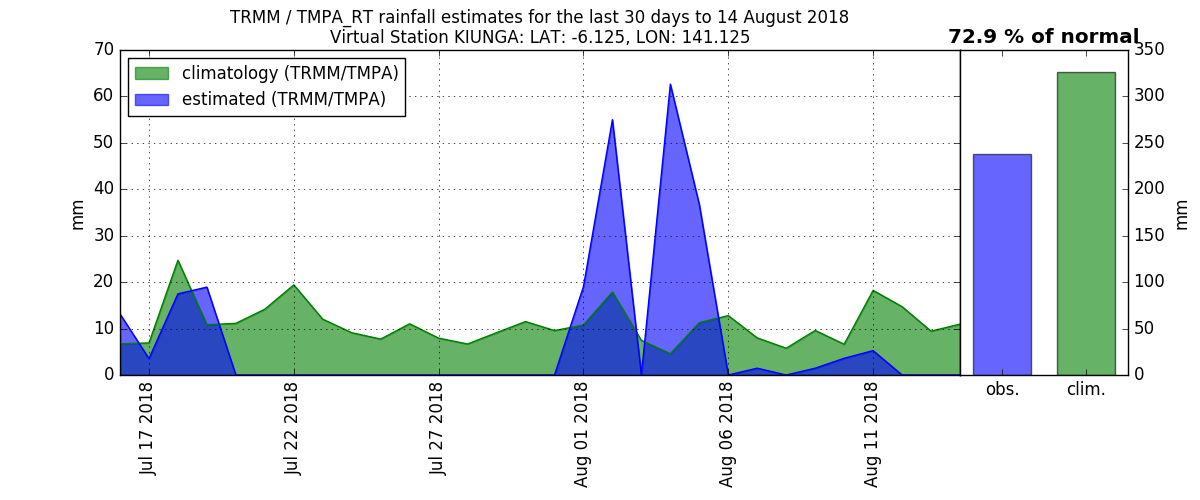 TRMM / TMPA_RT rainfall estimates for the last 30 days to 14 August 2018
Virtual Station KIUNGA: LAT: -6.125, LON: 141.125
72.9 % of normal
climatology (TRMM/TMPA)
estimated (TRMM/TMPA)
70
60
50
40
30
20
10
0
mm
Jul 17 2018
Jul 22 2018
Jul 27 2018
Aug 01 2018
Aug 06 2018
Aug 11 2018
350
300
250
200
150
100
50
0
mm
obs.
clim.